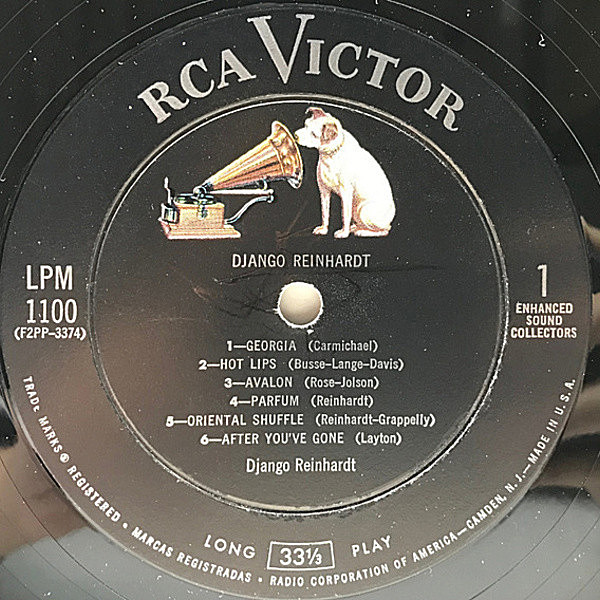 RCA VICTOR
DJANGO REINHARDT
LPM
1100
(F2PP-3374)
1
ENHANCED
SOUND
COLLECTORS
1—GEORGIA (Carmichael)
2—HOT LIPS (Busse-Lange-Davis)
3—AVALON (Rose-Jolson)
4—PARFUM (Reinhardt)
5—ORIENTAL SHUFFLE (Reinhardt-Grappelly)
6—AFTER YOU'VE GONE (Layton)
Django Reinhardt
LONG 33⅓ PLAY
TRADE MARKS ® REGISTERED • MARCAS REGISTRADAS • RADIO CORPORATION OF AMERICA—CAMDEN, N. J.—MADE IN U.S.A.